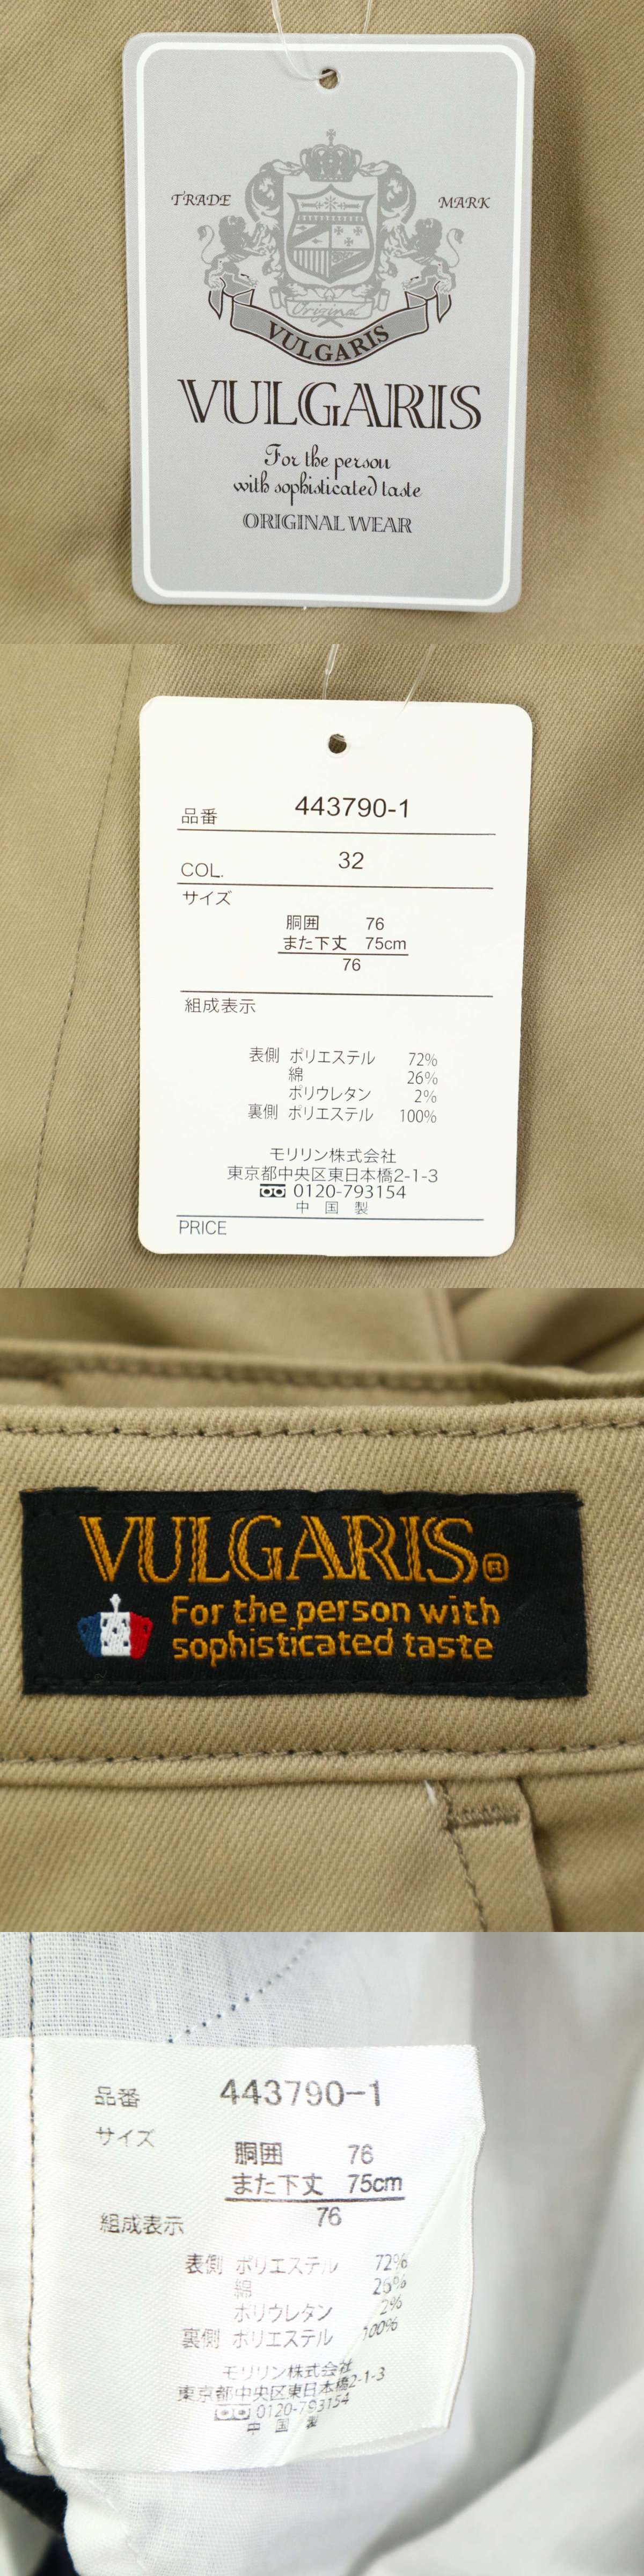 TRADE MARK
Original
VULGARIS
VULGARIS
For the person
with sophisticated taste
ORIGINAL WEAR
品番 443790-1
COL. 32
サイズ
胴囲 76
また下丈 75cm
76
組成表示
表側 ポリエステル 72%
綿 26%
ポリウレタン 2%
裏側 ポリエステル 100%
モリリン株式会社
東京都中央区東日本橋2-1-3
0120-793154
中国製
PRICE
VULGARIS®
For the person with
sophisticated taste
品番 443790-1
サイズ
胴囲 76
また下丈 75cm
76
組成表示
表側 ポリエステル 72%
綿 26%
ポリウレタン 2%
裏側 ポリエステル 100%
モリリン株式会社
東京都中央区東日本橋2-1-3
0120-793154
中国製